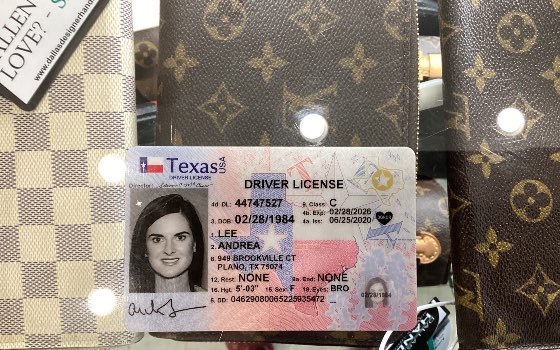 ALLEN
LOVE? - S
www.dallasdesignerhand
Texas USA
DRIVER LICENSE
Director
DRIVER LICENSE
4d. DL: 44747527 9. Class: C
4b. Exp: 02/28/2026
3. DOB: 02/28/1984 4a. Iss: 06/25/2020
DONOR
1. LEE
2. ANDREA
8. 949 BROOKVILLE CT
PLANO, TX 75074
12. Rest: NONE 9a. End: NONE
16. Hgt: 5'-03" 15. Sex: F 18. Eyes: BRO
02/28/1984
5. DD: 04629080065225935472